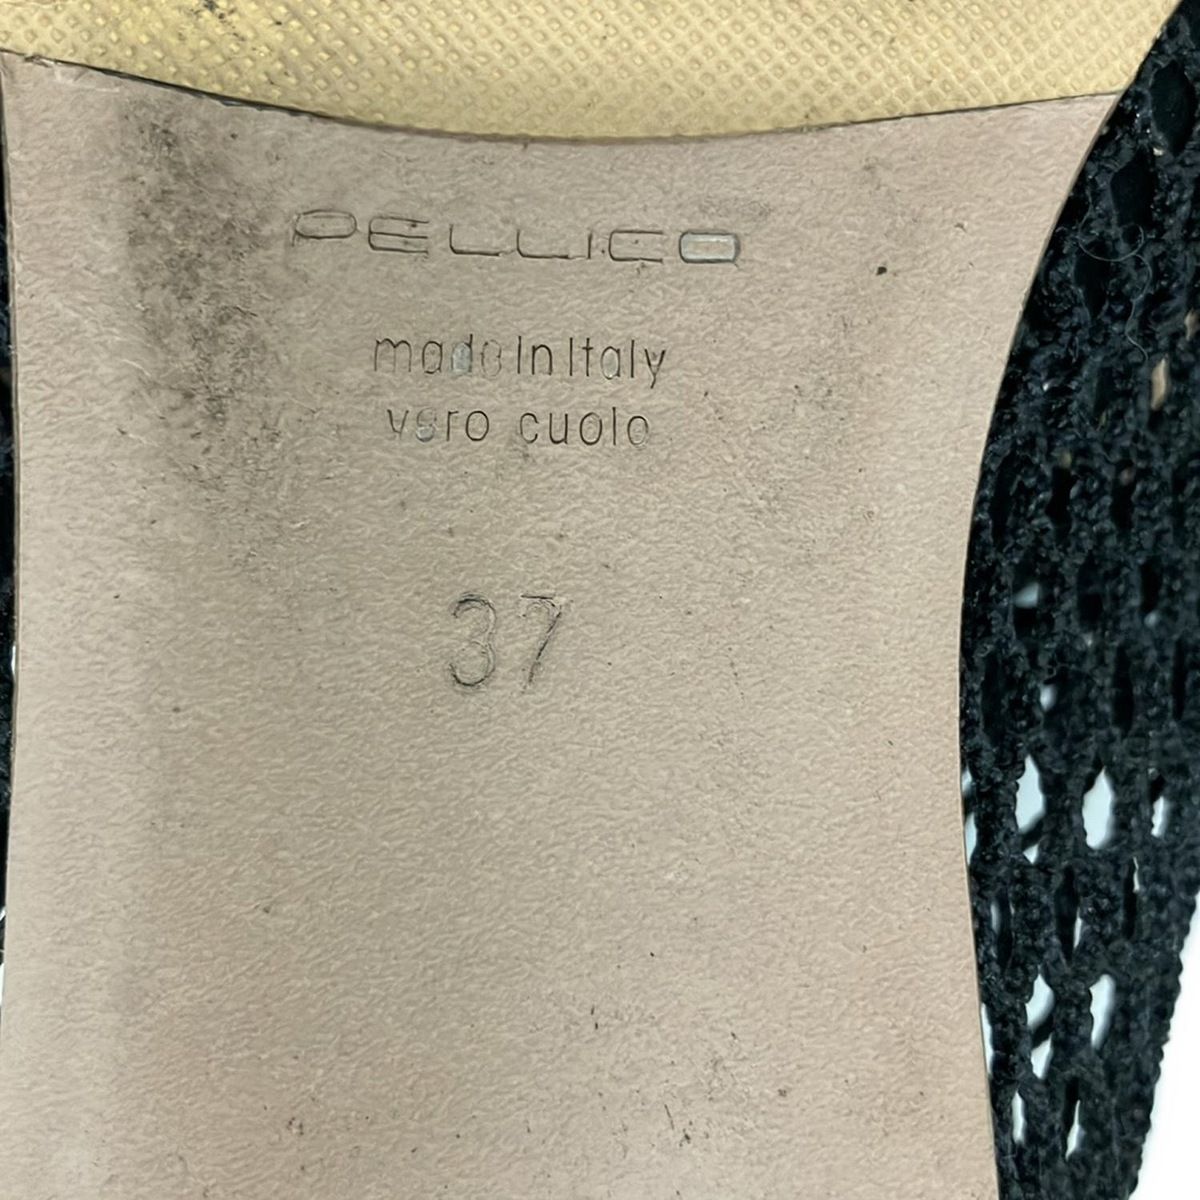 PELLICO
made in Italy
vero cuoio
37